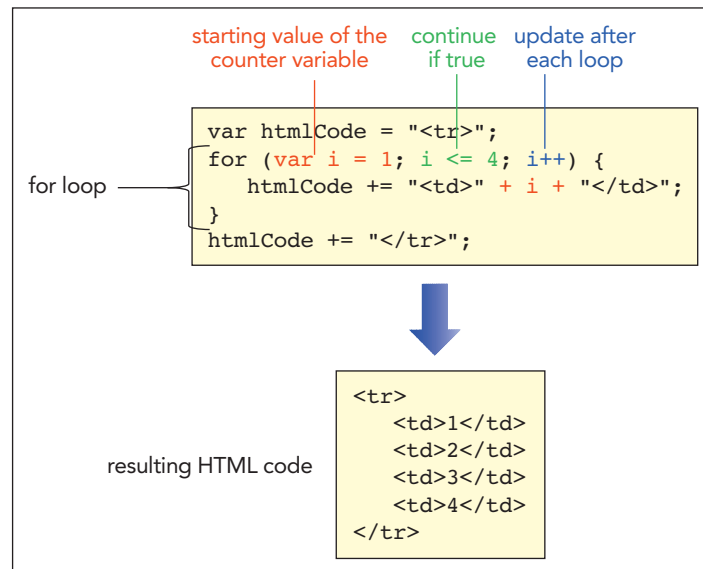 starting value of the
counter variable
continue
if true
update after
each loop
for loop
var htmlCode = "<tr>";
for (var i = 1; i <= 4; i++) {
   htmlCode += "<td>" + i + "</td>";
}
htmlCode += "</tr>";
resulting HTML code
<tr>
   <td>1</td>
   <td>2</td>
   <td>3</td>
   <td>4</td>
</tr>